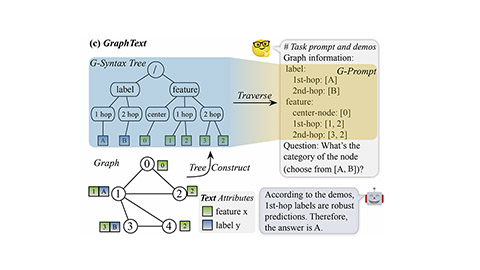 (c) GraphText
G-Syntax Tree
/
label
feature
1 hop
2 hop
center
1 hop
2 hop
A
B
0
1
2
3
2
Traverse
Tree Construct
Graph
0
0
1 A
1
2
2
3
4
3 B
2
Text Attributes
feature x
label y
# Task prompt and demos
Graph information:
G-Prompt
label:
1st-hop: [A]
2nd-hop: [B]
feature:
center-node: [0]
1st-hop: [1, 2]
2nd-hop: [3, 2]
Question: What's the
category of the node
(choose from [A, B])?
According to the demos,
1st-hop labels are robust
predictions. Therefore,
the answer is A.